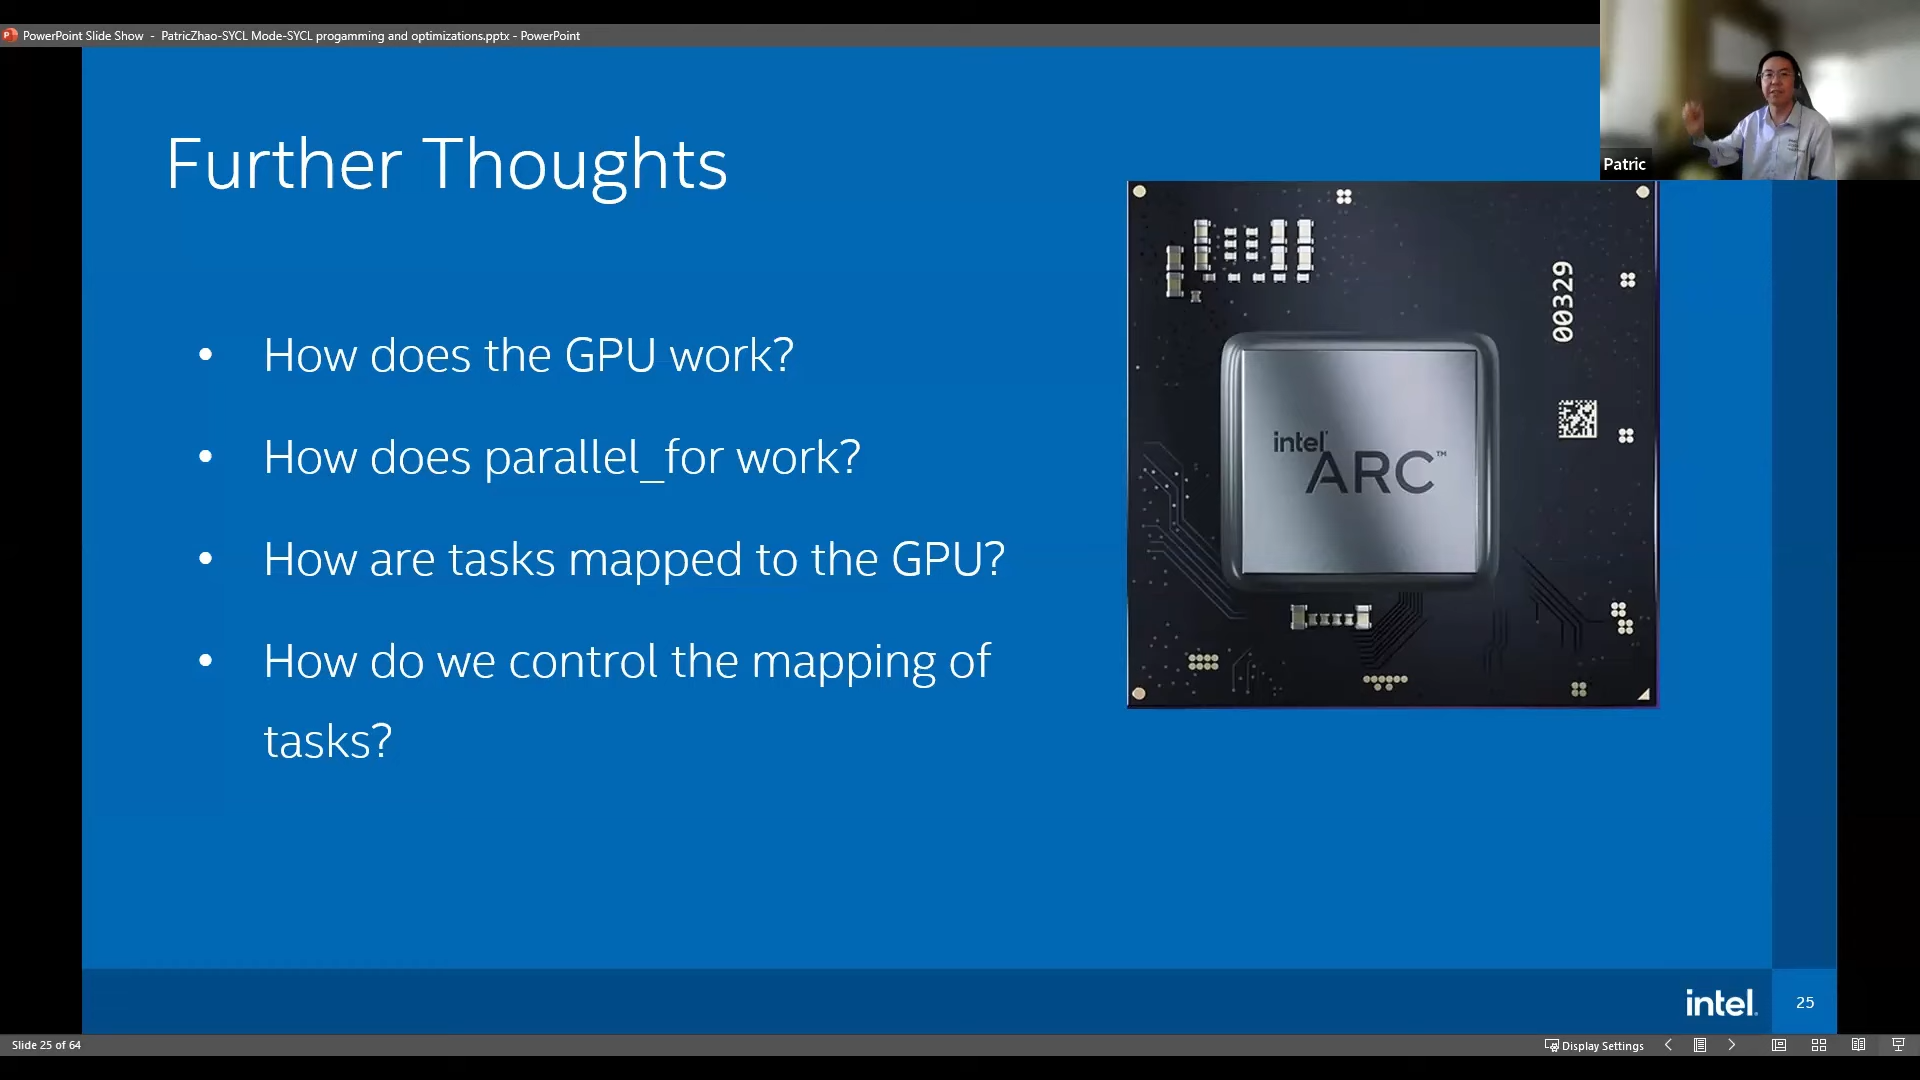 PowerPoint Slide Show - PatricZhao-SYCL Mode-SYCL progamming and optimizations.pptx - PowerPoint
Patric
Further Thoughts
00329
• How does the GPU work?
• How does parallel_for work?
• How are tasks mapped to the GPU?
• How do we control the mapping of
tasks?
intel
ARC™
intel.
25
Slide 25 of 64
Display Settings